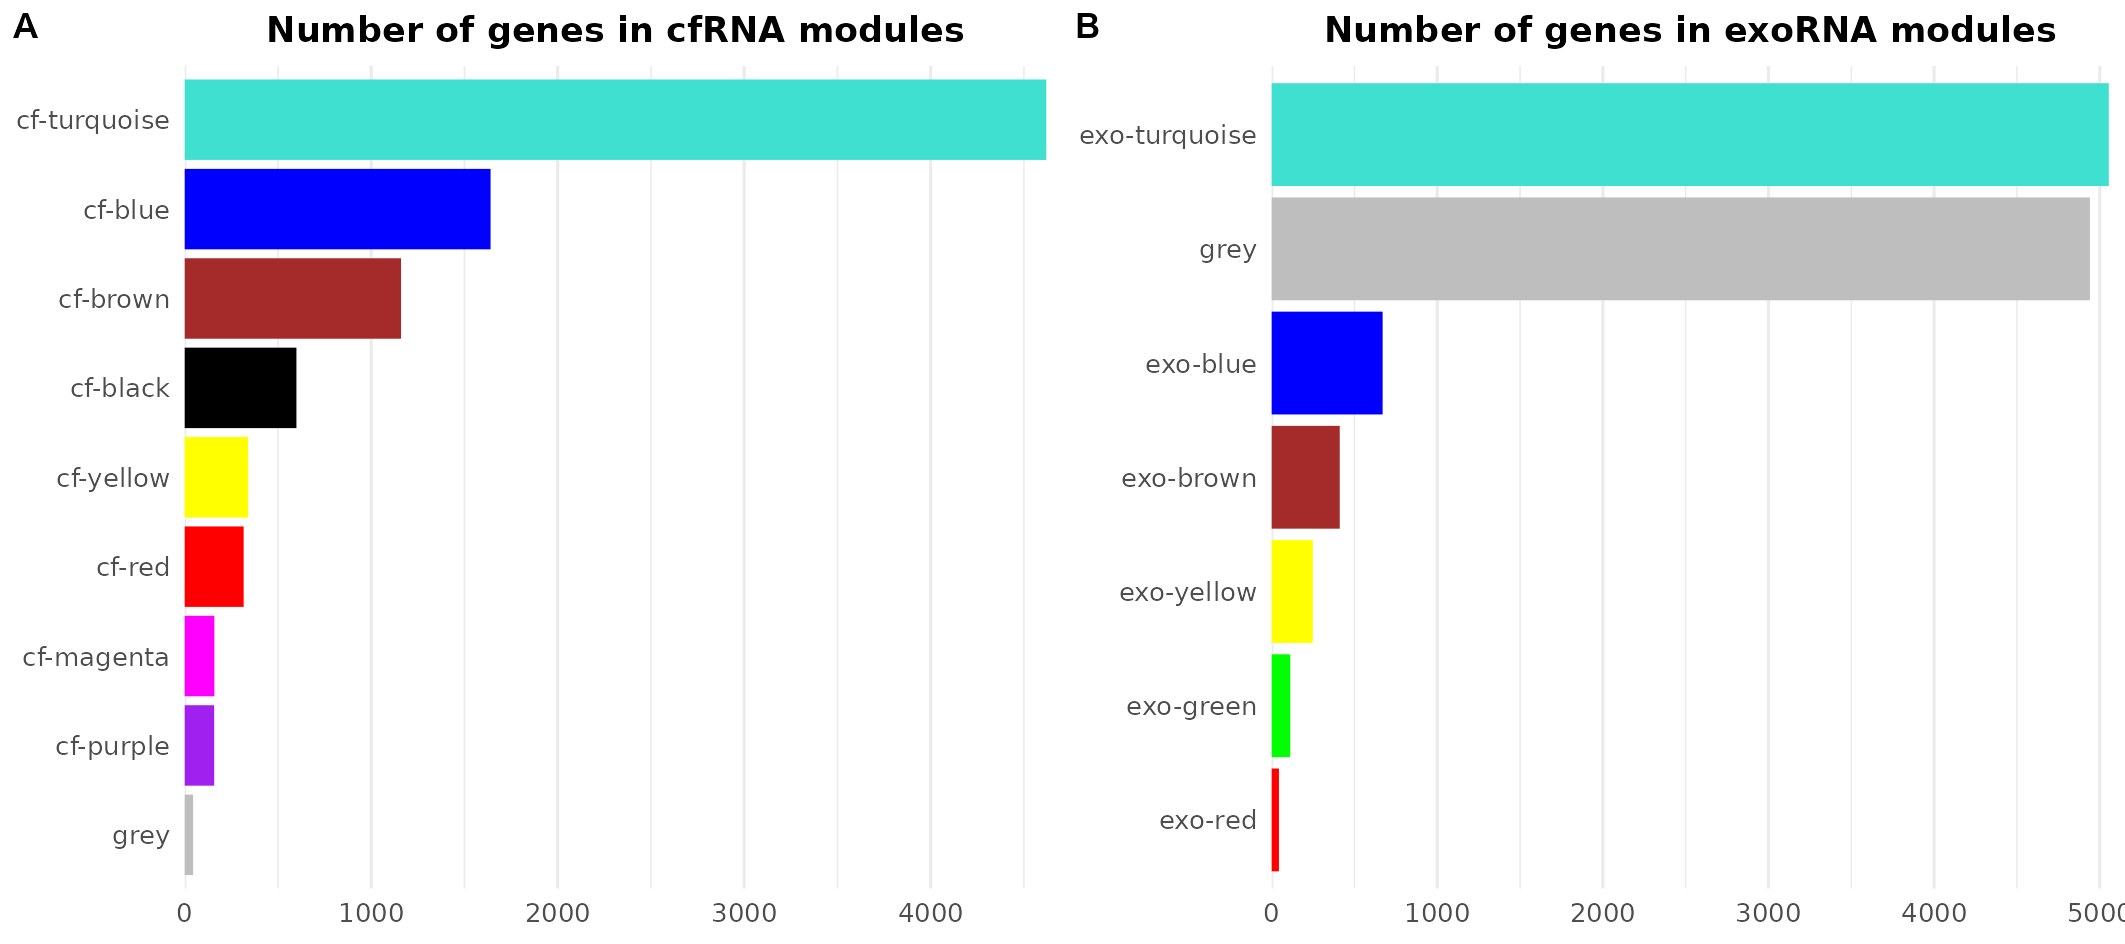 A
Number of genes in cfRNA modules
cf-turquoise
cf-blue
cf-brown
cf-black
cf-yellow
cf-red
cf-magenta
cf-purple
grey
0 1000 2000 3000 4000
B
Number of genes in exoRNA modules
exo-turquoise
grey
exo-blue
exo-brown
exo-yellow
exo-green
exo-red
0 1000 2000 3000 4000 5000